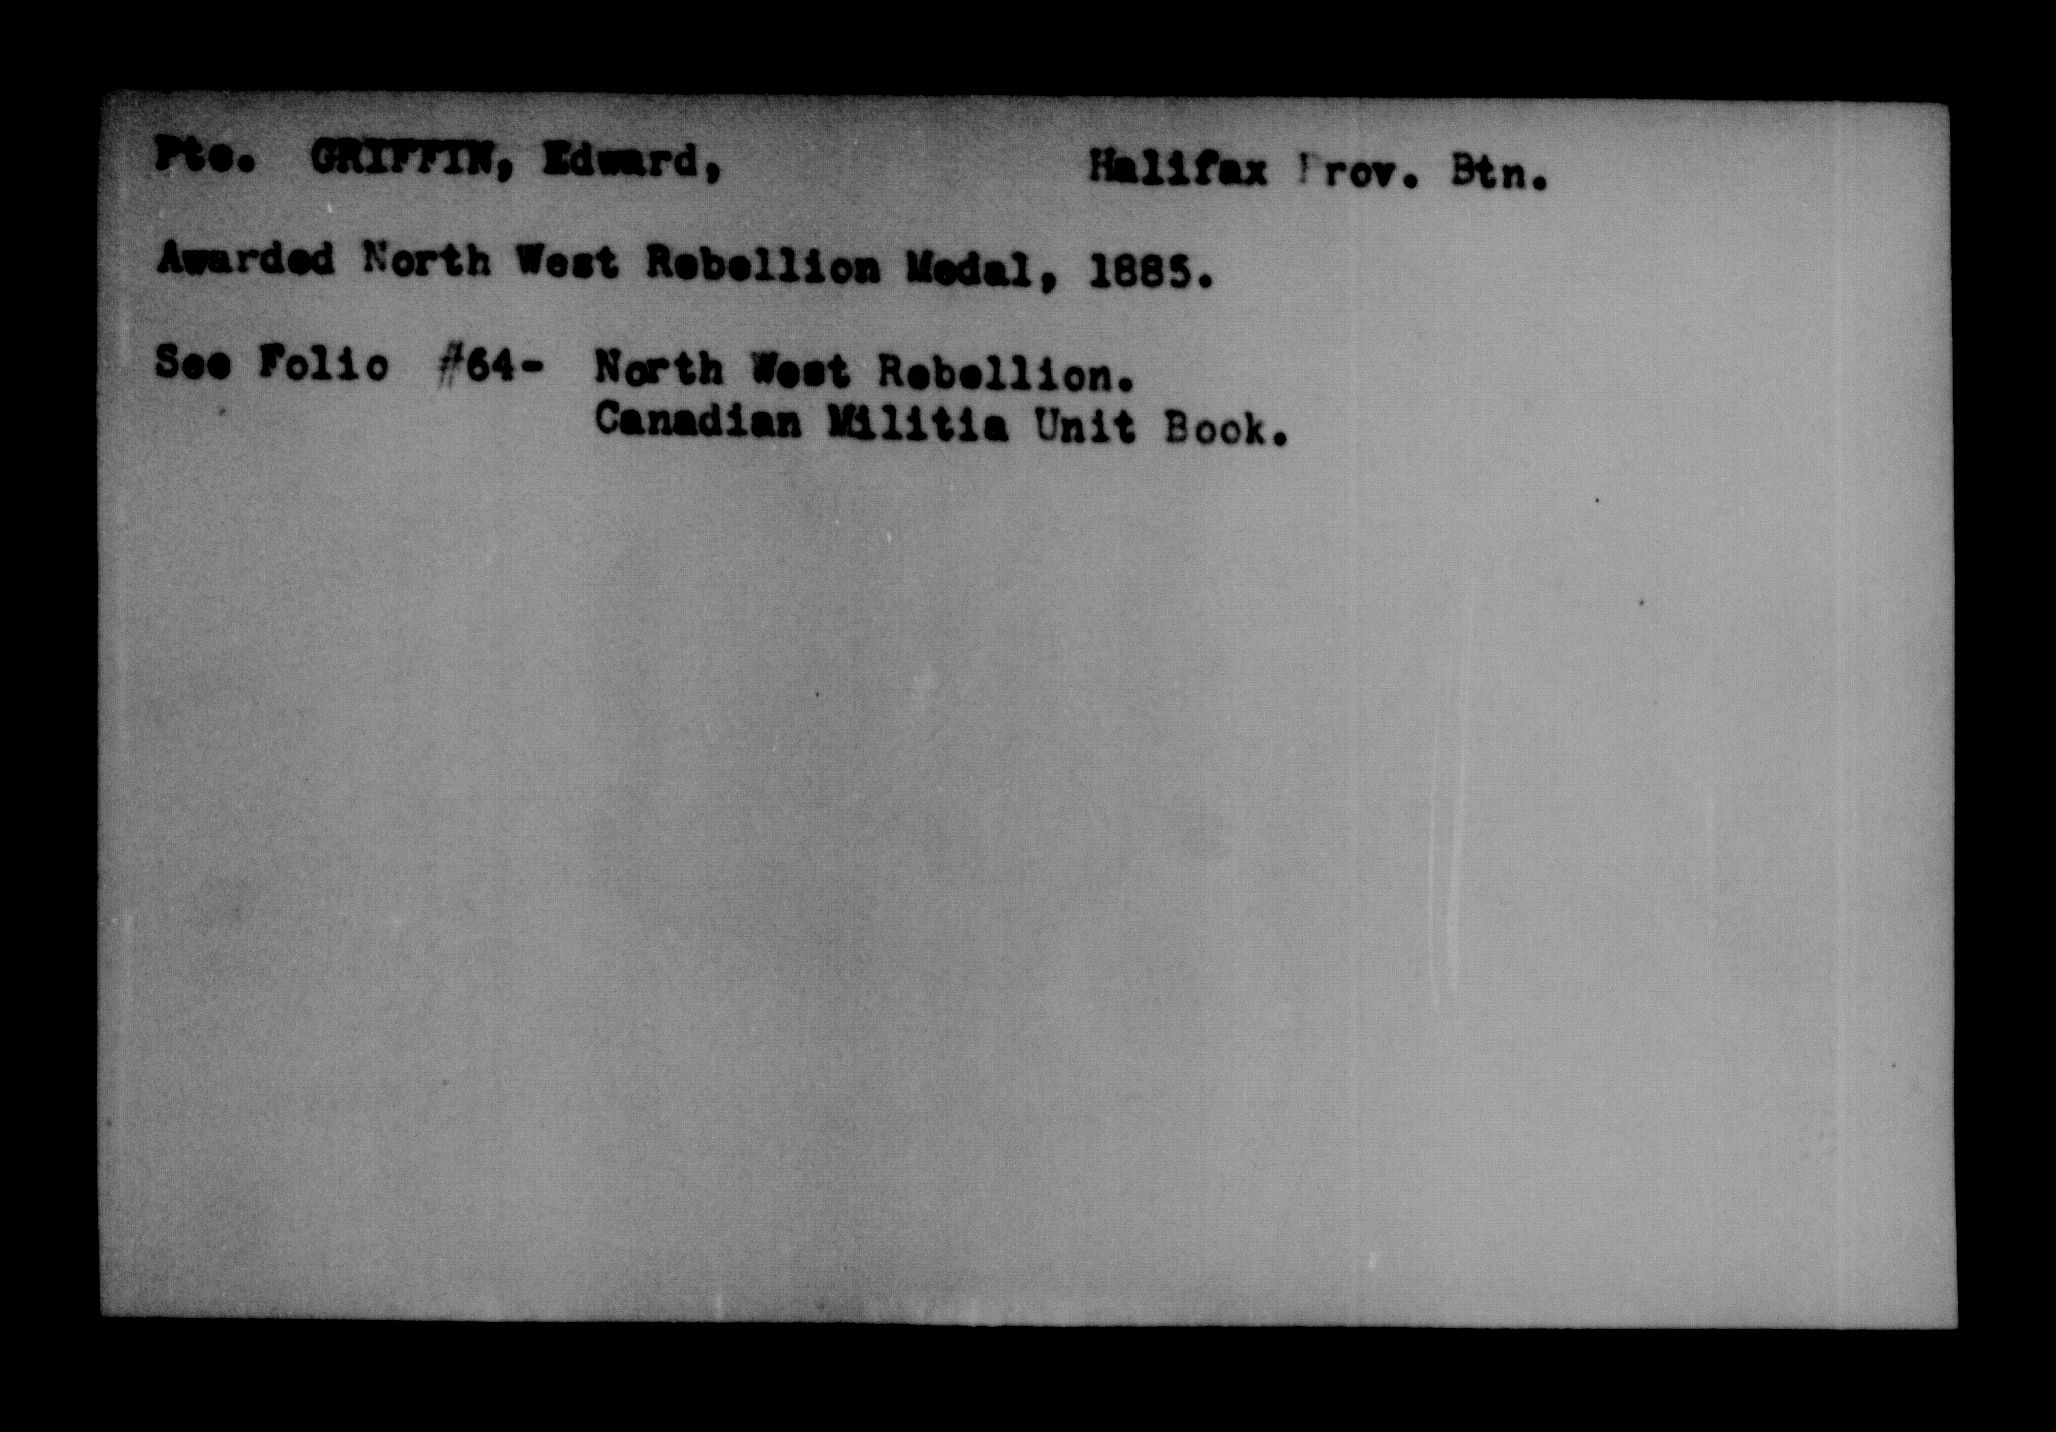 Pte. GRIFFIN, Edward, Halifax Prov. Btn.
Awarded North West Rebellion Medal, 1885.
See Folio #64- North West Rebellion.
Canadian Militia Unit Book.